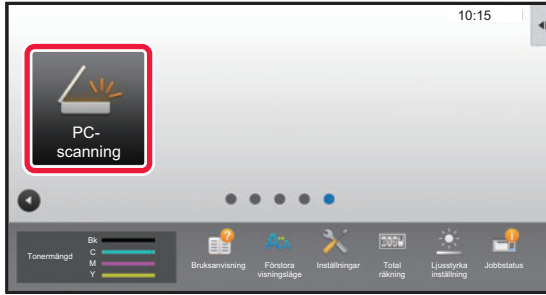 10:15
PC-
scanning
Tonermängd
Bk
C
M
Y
Bruksanvisning
Förstora
visningsläge
Inställningar
Total
räkning
Ljusstyrka
inställning
Jobbstatus